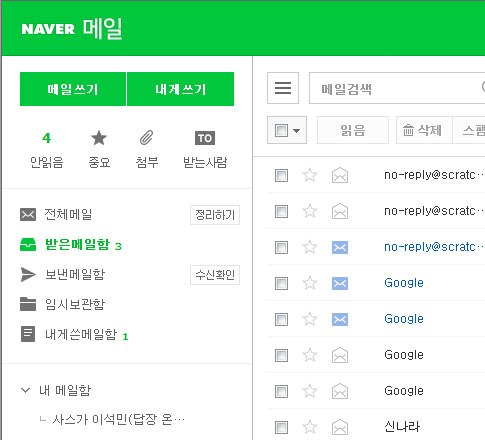 NAVER 메일
메일쓰기 내게쓰기
4
안읽음 중요 첨부 TO 받는사람
전체메일 정리하기
받은메일함 3
보낸메일함 수신확인
임시보관함
내게쓴메일함 1
내 메일함
사스가 이석민(답장 온…
메일검색
읽음 삭제 스팸
no-reply@scratc…
no-reply@scratc…
no-reply@scratc…
Google
Google
Google
Google
신나라